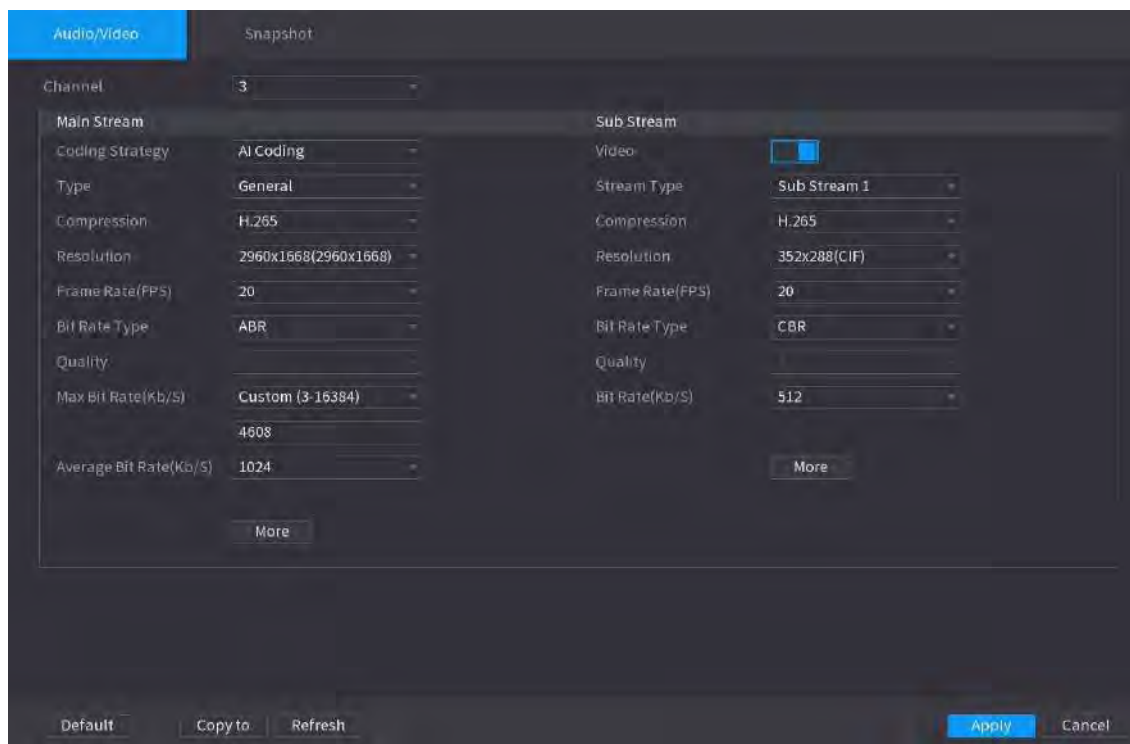 Audio/Video Snapshot
Channel 3
Main Stream Sub Stream
Coding Strategy AI Coding Video
Type General Stream Type Sub Stream 1
Compression H.265 Compression H.265
Resolution 2960x1668(2960x1668) Resolution 352x288(CIF)
Frame Rate(FPS) 20 Frame Rate(FPS) 20
Bit Rate Type ABR Bit Rate Type CBR
Quality Quality
Max Bit Rate(Kb/S) Custom (3-16384) Bit Rate(Kb/S) 512
4608
Average Bit Rate(Kb/S) 1024 More
More
Default Copy to Refresh Apply Cancel